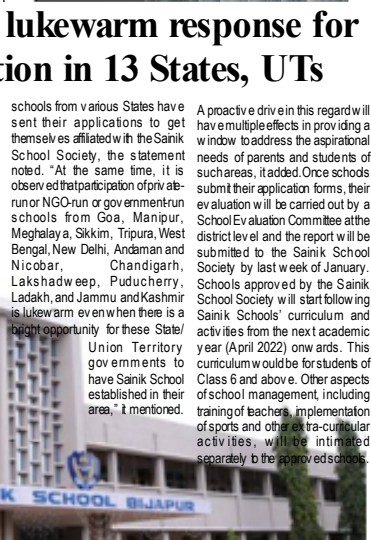 lukewarm response for
tion in 13 States, UTs
schools from various States have
sent their applications to get
themselves affiliated with the Sainik
School Society, the statement
noted. “At the same time, it is
observed that participation of private-
run or NGO-run or government-run
schools from Goa, Manipur,
Meghalaya, Sikkim, Tripura, West
Bengal, New Delhi, Andaman and
Nicobar, Chandigarh,
Lakshadweep, Puducherry,
Ladakh, and Jammu and Kashmir
is lukewarm even when there is a
bright opportunity for these State/
Union Territory
governments to
have Sainik School
established in their
area,” it mentioned.
A proactive drive in this regard will
have multiple effects in providing a
window to address the aspirational
needs of parents and students of
such areas, it added. Once schools
submit their application forms, their
evaluation will be carried out by a
School Evaluation Committee at the
district level and the report will be
submitted to the Sainik School
Society by last week of January.
Schools approved by the Sainik
School Society will start following
Sainik Schools’ curriculum and
activities from the next academic
year (April 2022) onwards. This
curriculum would be for students of
Class 6 and above. Other aspects
of school management, including
training of teachers, implementation
of sports and other extra-curricular
activities, will be intimated
separately to the approved schools.
K SCHOOL BIJAPUR